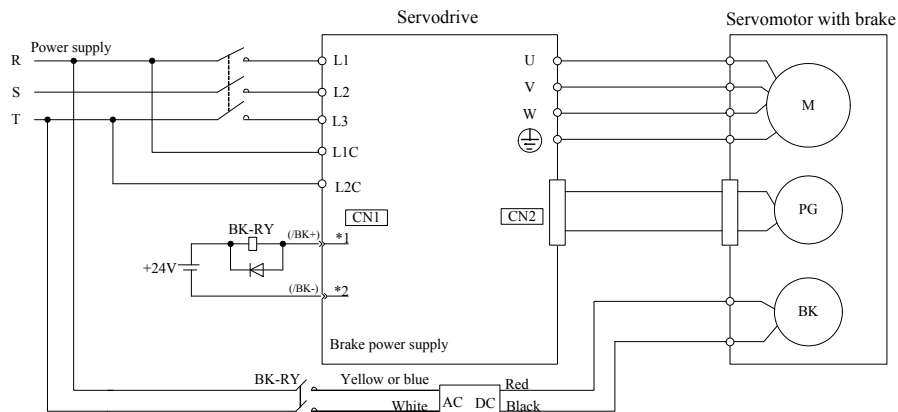 Servodrive
Servomotor with brake
Power supply
R
S
T
L1
L2
L3
L1C
L2C
U
V
W
M
CN1
CN2
PG
BK-RY
(/BK+)
*1
+24V
(/BK-)
*2
BK
Brake power supply
BK-RY
Yellow or blue
White
AC
DC
Red
Black